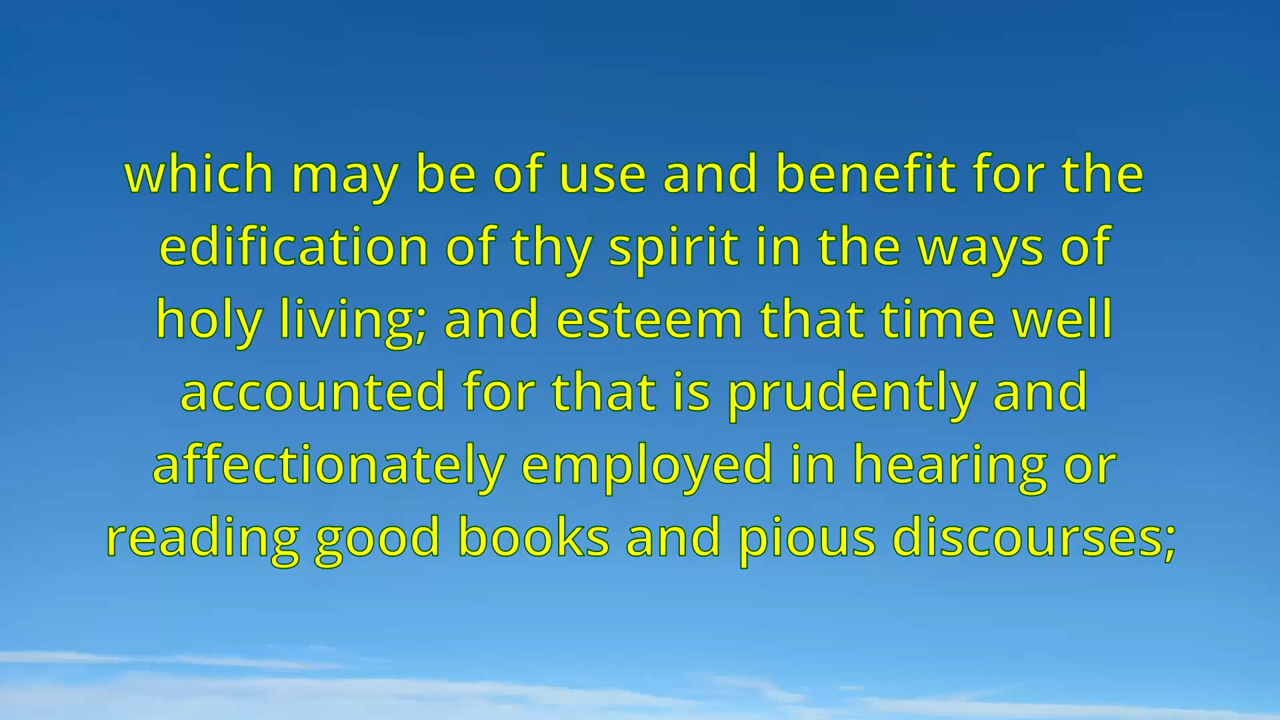 which may be of use and benefit for the
edification of thy spirit in the ways of
holy living; and esteem that time well
accounted for that is prudently and
affectionately employed in hearing or
reading good books and pious discourses;